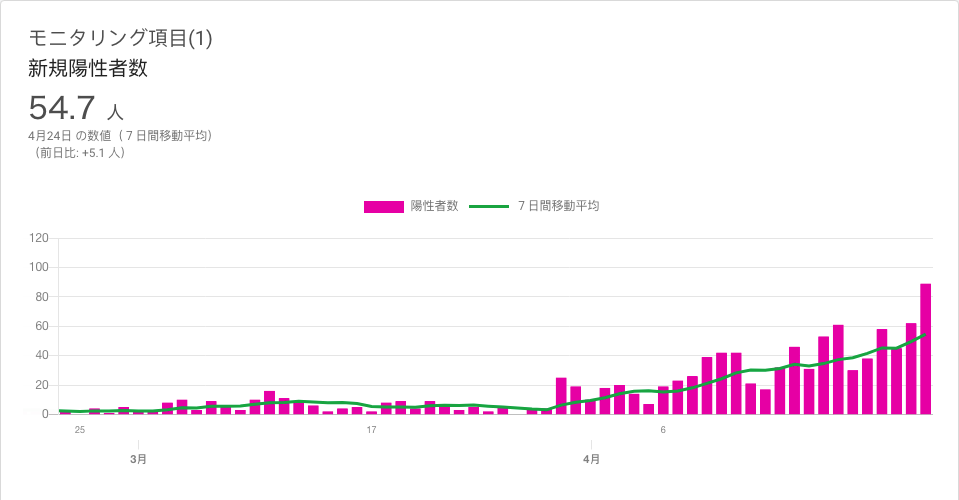 モニタリング項目(1)
新規陽性者数
54.7 人
4月24日 の数値（７日間移動平均）
（前日比: +5.1 人）
陽性者数 ７日間移動平均
120
100
80
60
40
20
0
25 17 6
3月 4月